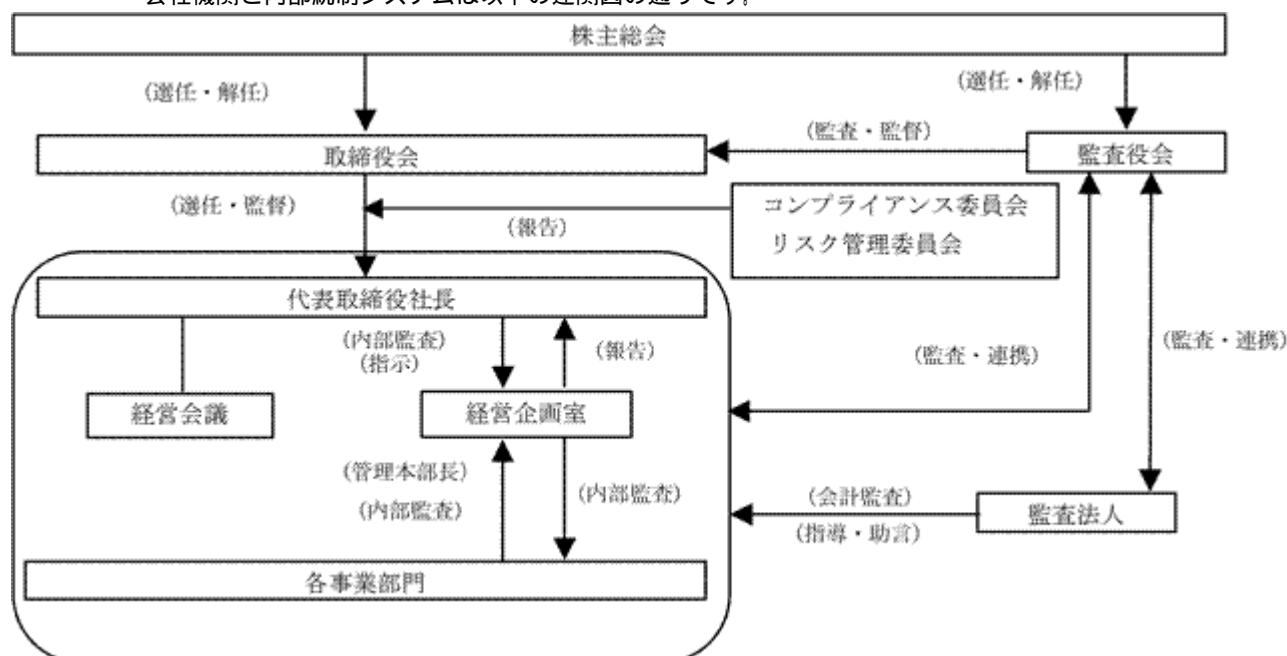 会社機関と内部統制システムは以下の連関図の通りです。
株主総会
(選任・解任)
(選任・解任)
(監査・監督)
取締役会
監査役会
(選任・監督)
コンプライアンス委員会
(報告)
リスク管理委員会
代表取締役社長
(内部監査)
(指示)
(報告)
(監査・連携)
(監査・連携)
経営会議
経営企画室
(管理本部長)
(内部監査)
(内部監査)
(会計監査)
監査法人
(指導・助言)
各事業部門